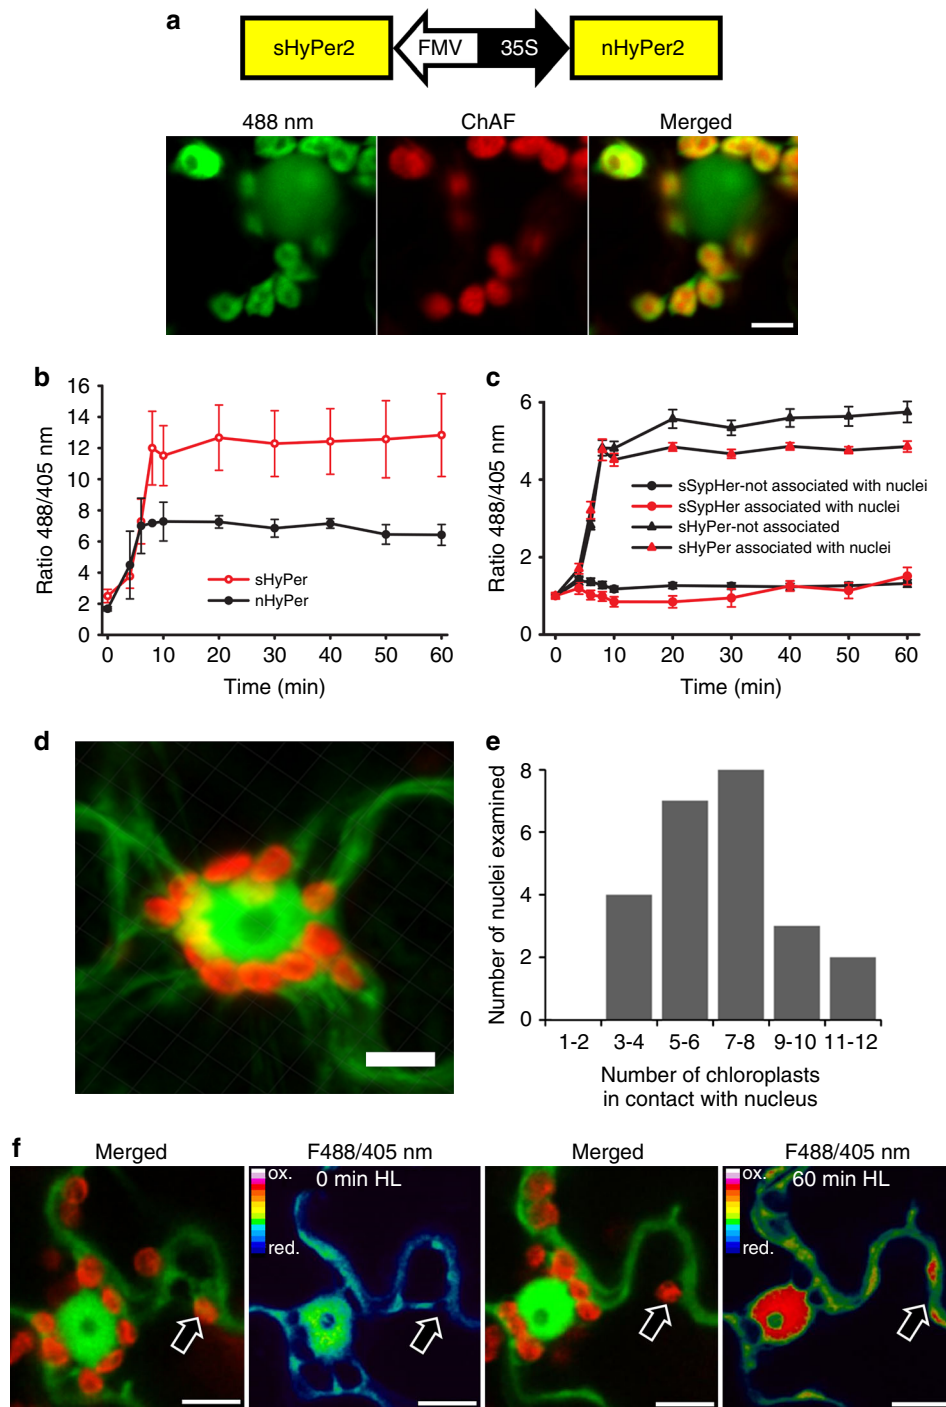 a
sHyPer2 FMV 35S nHyPer2
488 nm ChAF Merged
b
Ratio 488/405 nm
16
14
12
10
8
6
4
2
0
sHyPer
nHyPer
0 10 20 30 40 50 60
Time (min)
c
Ratio 488/405 nm
6
4
2
0
sSypHer-not associated with nuclei
sSypHer associated with nuclei
sHyPer-not associated
sHyPer associated with nuclei
0 10 20 30 40 50 60
Time (min)
d
e
Number of nuclei examined
8
6
4
2
0
1-2 3-4 5-6 7-8 9-10 11-12
Number of chloroplasts
in contact with nucleus
f
Merged F488/405 nm Merged F488/405 nm
ox. 0 min HL ox. 60 min HL
red. red.